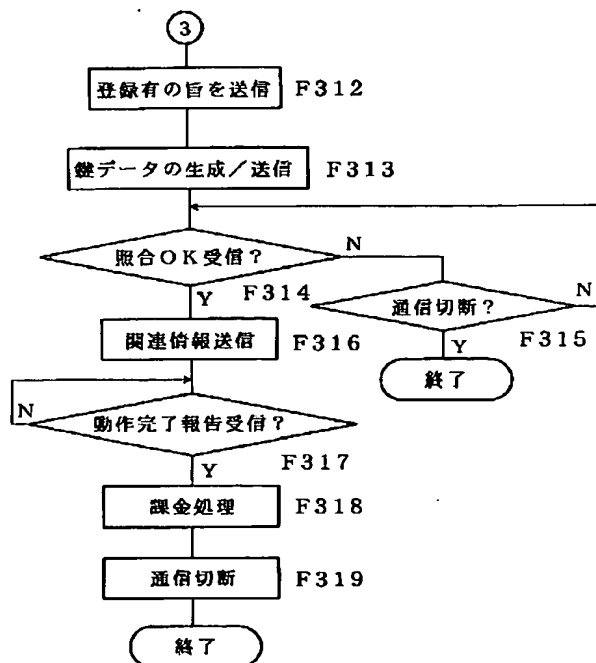 3
登録有の旨を送信 F312
鍵データの生成／送信 F313
照合OK受信? N
Y F314
通信切断? N
Y F315
関連情報送信 F316
終了
N 動作完了報告受信?
Y F317
課金処理 F318
通信切断 F319
終了